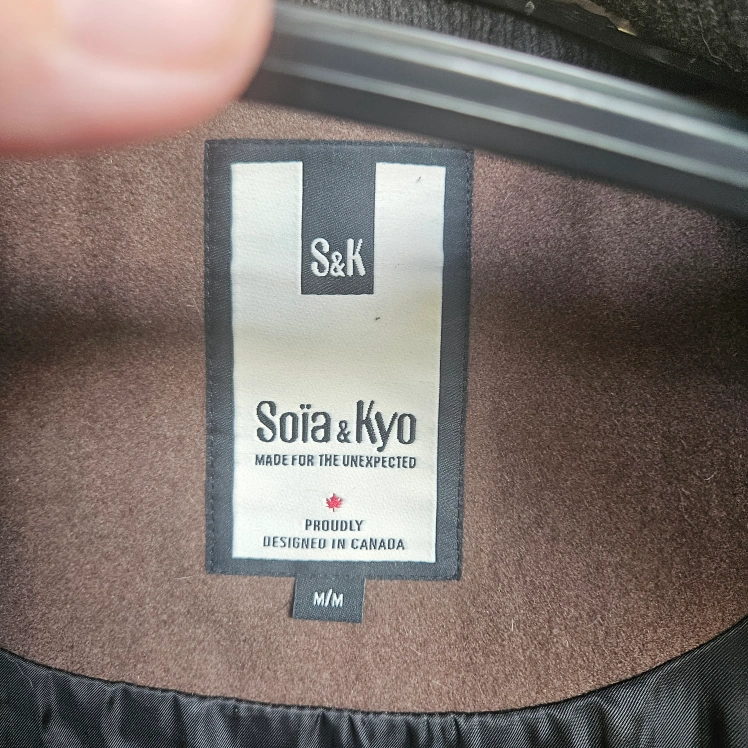 S&K
Soïa & Kyo
MADE FOR THE UNEXPECTED
PROUDLY
DESIGNED IN CANADA
M/M